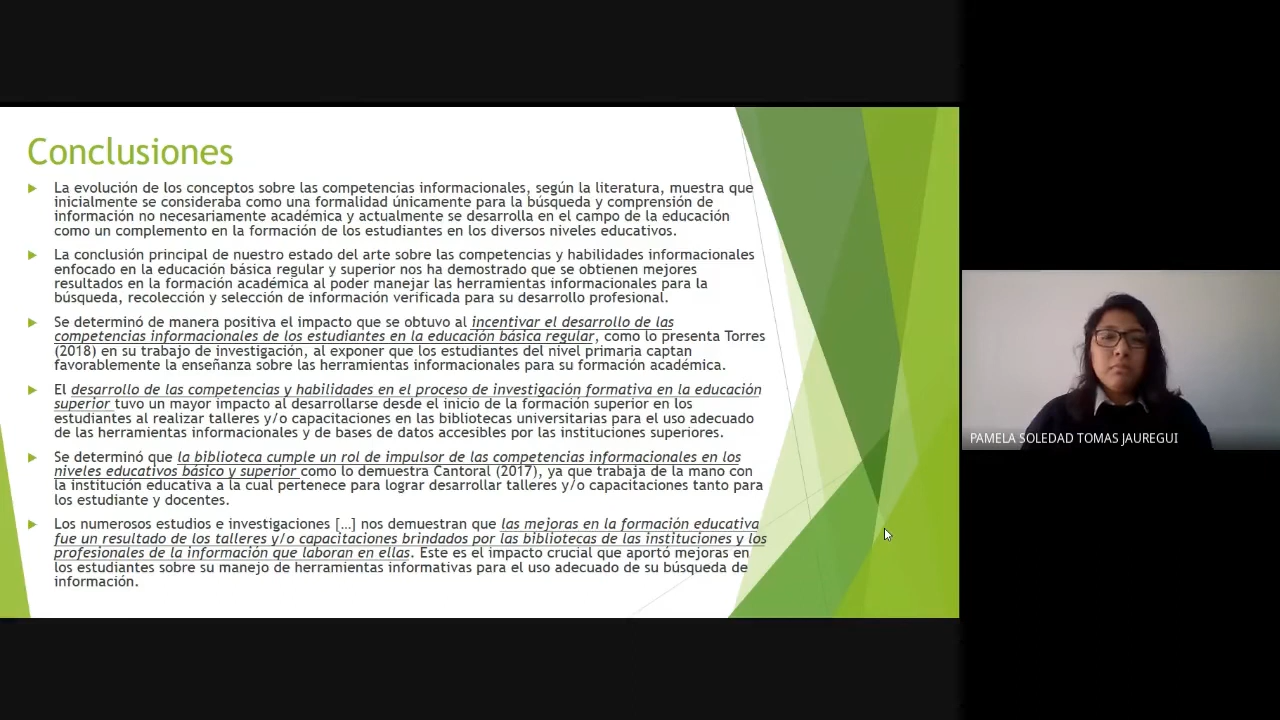 Conclusiones
La evolución de los conceptos sobre las competencias informacionales, según la literatura, muestra que
inicialmente se consideraba como una formalidad únicamente para la búsqueda y comprensión de
información no necesariamente académica y actualmente se desarrolla en el campo de la educación
como un complemento en la formación de los estudiantes en los diversos niveles educativos.
La conclusión principal de nuestro estado del arte sobre las competencias y habilidades informacionales
enfocado en la educación básica regular y superior nos ha demostrado que se obtienen mejores
resultados en la formación académica al poder manejar las herramientas informacionales para la
búsqueda, recolección y selección de información verificada para su desarrollo profesional.
Se determinó de manera positiva el impacto que se obtuvo al incentivar el desarrollo de las
competencias informacionales de los estudiantes en la educación básica regular, como lo presenta Torres
(2018) en su trabajo de investigación, al exponer que los estudiantes del nivel primaria captan
favorablemente la enseñanza sobre las herramientas informacionales para su formación académica.
El desarrollo de las competencias y habilidades en el proceso de investigación formativa en la educación
superior tuvo un mayor impacto al desarrollarse desde el inicio de la formación superior en los
estudiantes al realizar talleres y/o capacitaciones en las bibliotecas universitarias para el uso adecuado
de las herramientas informacionales y de bases de datos accesibles por las instituciones superiores.
Se determinó que la biblioteca cumple un rol de impulsor de las competencias informacionales en los
niveles educativos básico y superior como lo demuestra Cantoral (2017), ya que trabaja de la mano con
la institución educativa a la cual pertenece para lograr desarrollar talleres y/o capacitaciones tanto para
los estudiante y docentes.
Los numerosos estudios e investigaciones […] nos demuestran que las mejoras en la formación educativa
fue un resultado de los talleres y/o capacitaciones brindados por las bibliotecas de las instituciones y los
profesionales de la información que laboran en ellas. Este es el impacto crucial que aportó mejoras en
los estudiantes sobre su manejo de herramientas informativas para el uso adecuado de su búsqueda de
información.
PAMELA SOLEDAD TOMAS JAUREGUI